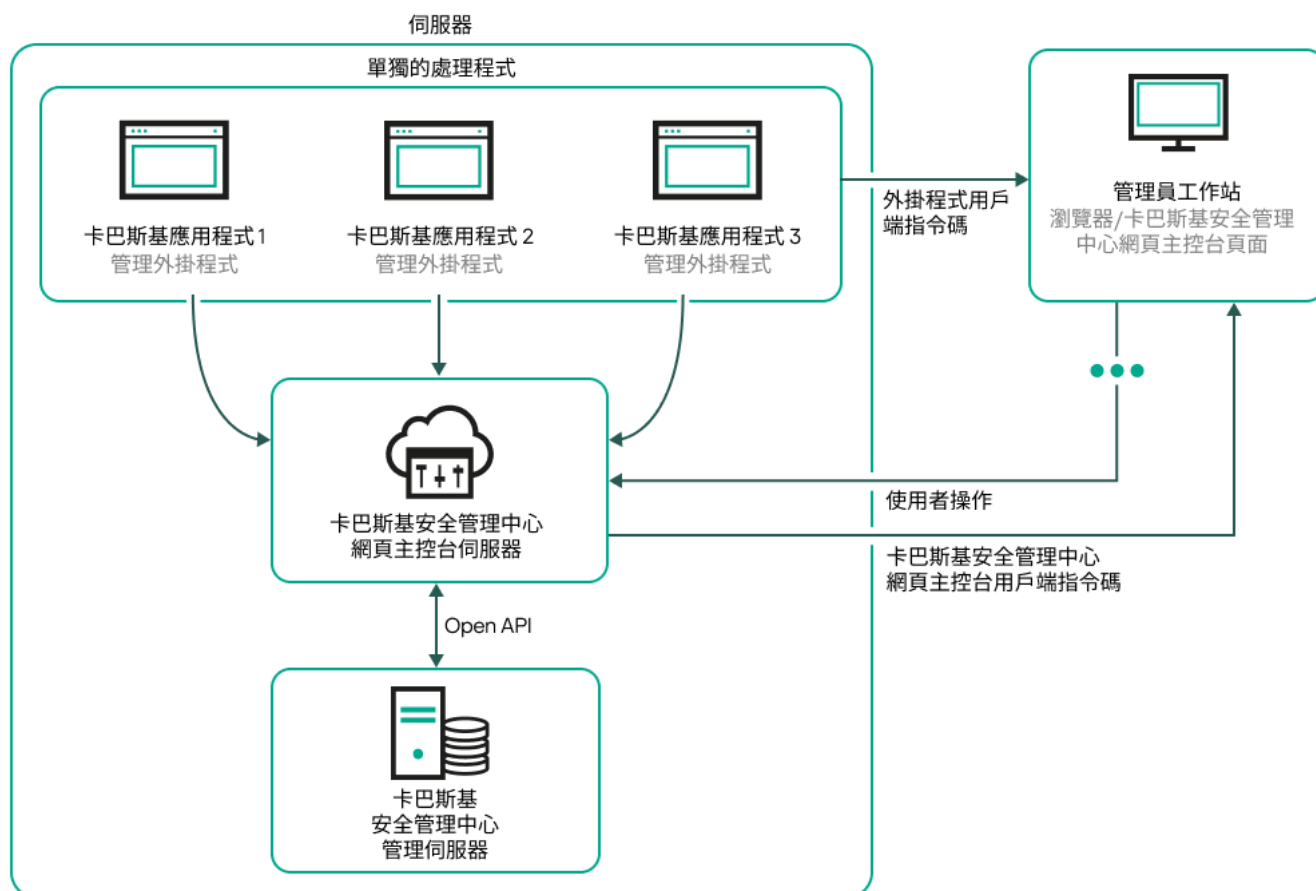 伺服器
單獨的處理程式
卡巴斯基應用程式 1
管理外掛程式
卡巴斯基應用程式 2
管理外掛程式
卡巴斯基應用程式 3
管理外掛程式
外掛程式用戶
端指令碼
管理員工作站
瀏覽器/卡巴斯基安全管理
中心網頁主控台頁面
卡巴斯基安全管理中心
網頁主控台伺服器
使用者操作
卡巴斯基安全管理中心
網頁主控台用戶端指令碼
Open API
卡巴斯基
安全管理中心
管理伺服器